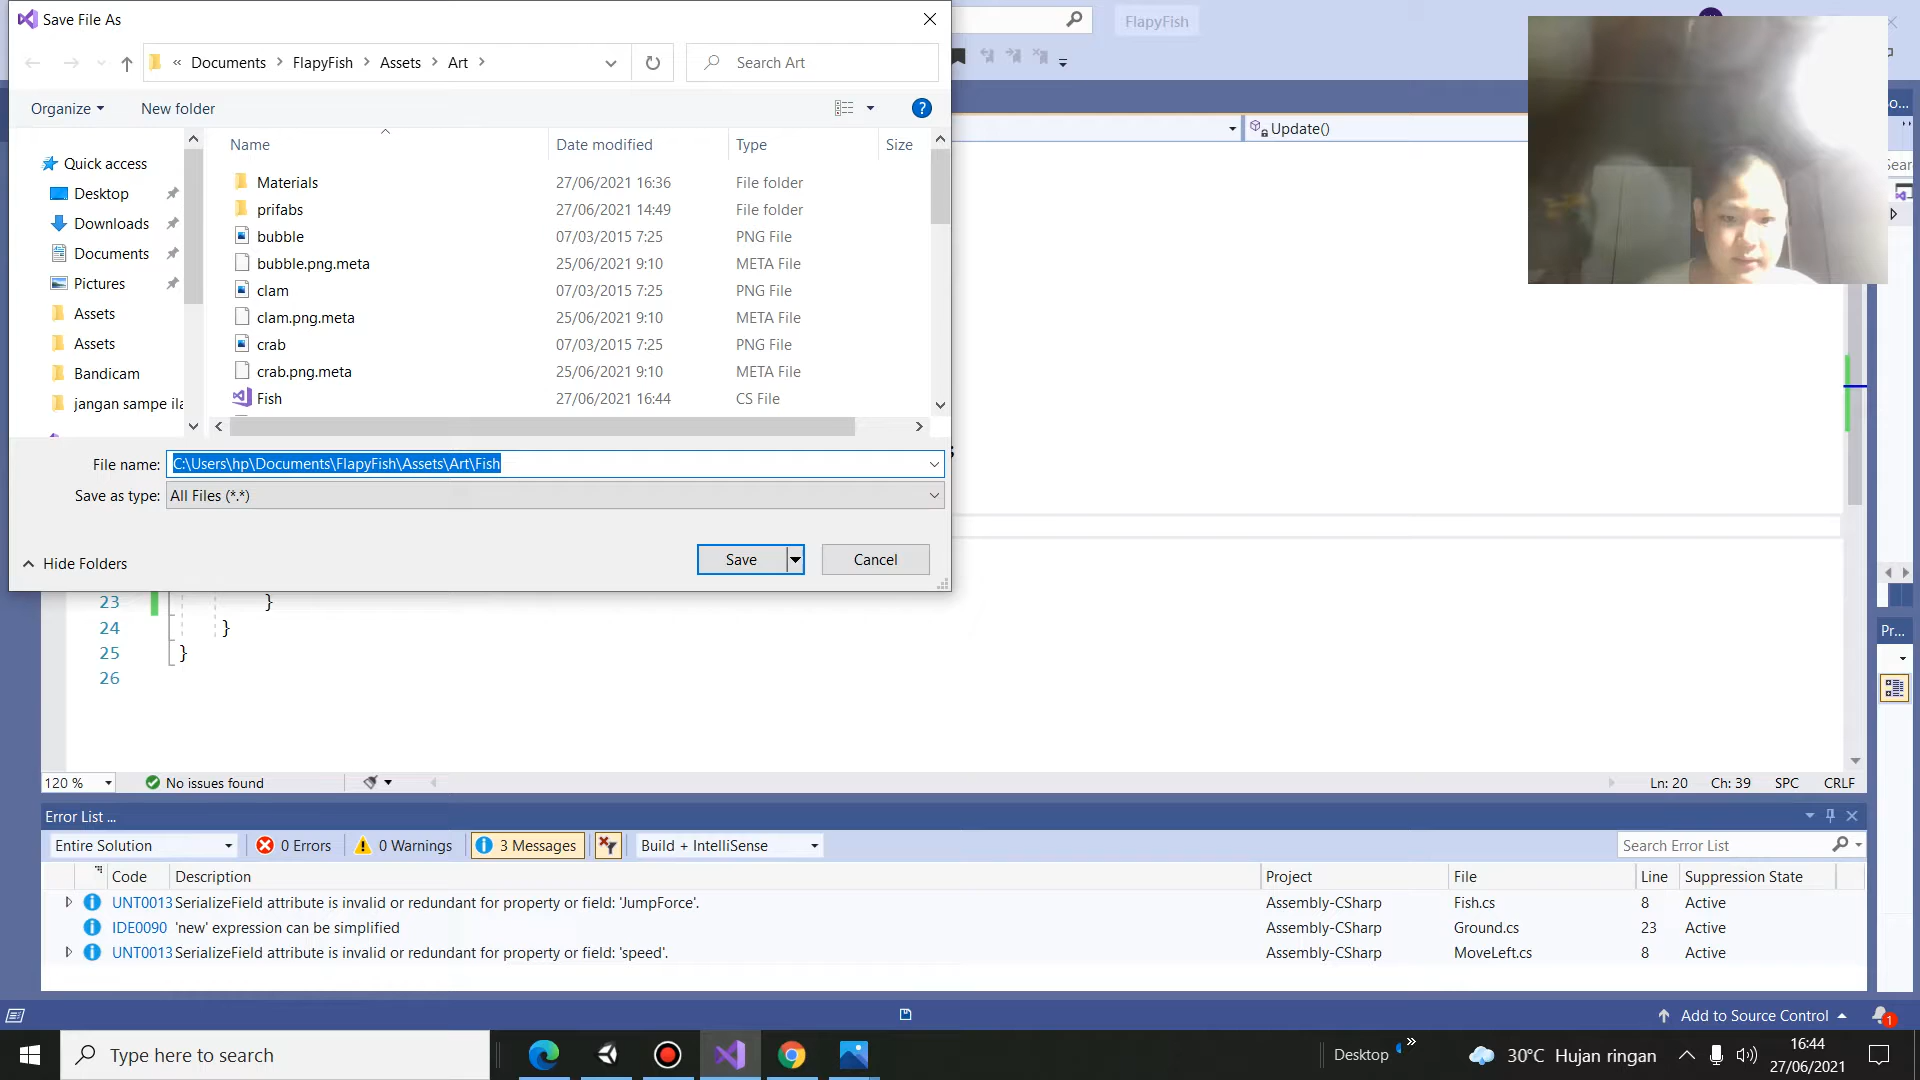 Save File As
FlapyFish
« Documents > FlapyFish > Assets > Art >
Search Art
Organize
New folder
?
Update()
Name
Date modified
Type
Size
Quick access
Desktop
Downloads
Documents
Pictures
Assets
Assets
Bandicam
jangan sampe ila
Materials 27/06/2021 16:36 File folder
prifabs 27/06/2021 14:49 File folder
bubble 07/03/2015 7:25 PNG File
bubble.png.meta 25/06/2021 9:10 META File
clam 07/03/2015 7:25 PNG File
clam.png.meta 25/06/2021 9:10 META File
crab 07/03/2015 7:25 PNG File
crab.png.meta 25/06/2021 9:10 META File
Fish 27/06/2021 16:44 CS File
File name: C:\Users\hp\Documents\FlapyFish\Assets\Art\Fish
Save as type: All Files (*.*)
Hide Folders
Save
Cancel
23 }
24 }
25 }
26
Pr...
120 %
No issues found
Ln: 20 Ch: 39 SPC CRLF
Error List ...
Entire Solution
0 Errors
0 Warnings
3 Messages
Build + IntelliSense
Search Error List
Code Description Project File Line Suppression State
UNT0013 SerializeField attribute is invalid or redundant for property or field: 'JumpForce'. Assembly-CSharp Fish.cs 8 Active
IDE0090 'new' expression can be simplified Assembly-CSharp Ground.cs 23 Active
UNT0013 SerializeField attribute is invalid or redundant for property or field: 'speed'. Assembly-CSharp MoveLeft.cs 8 Active
Add to Source Control
1
Type here to search
Desktop
»
30°C Hujan ringan
16:44
27/06/2021